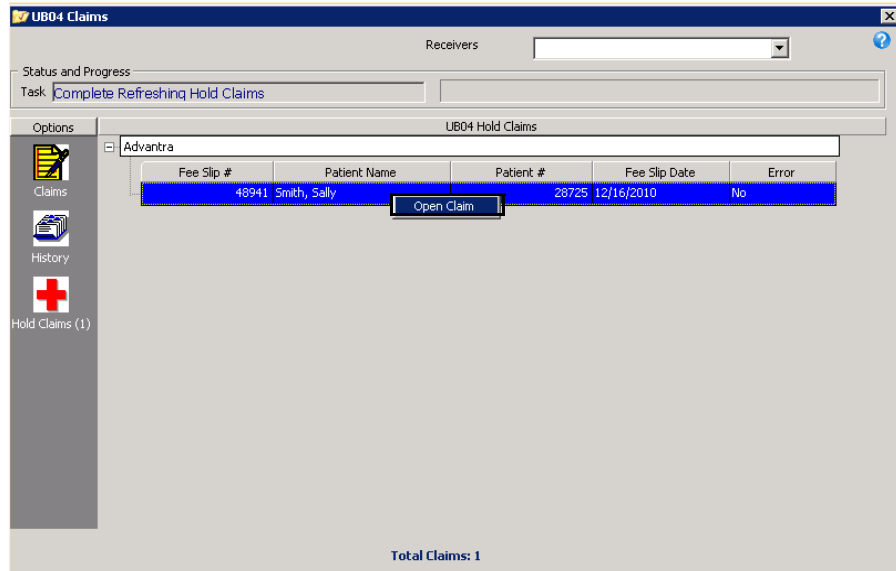 UB04 Claims
Receivers
Status and Progress
Task Complete Refreshing Hold Claims
Options UB04 Hold Claims
Advantra
Fee Slip # Patient Name Patient # Fee Slip Date Error
48941 Smith, Sally 28725 12/16/2010 No
Open Claim
Claims
History
Hold Claims (1)
Total Claims: 1